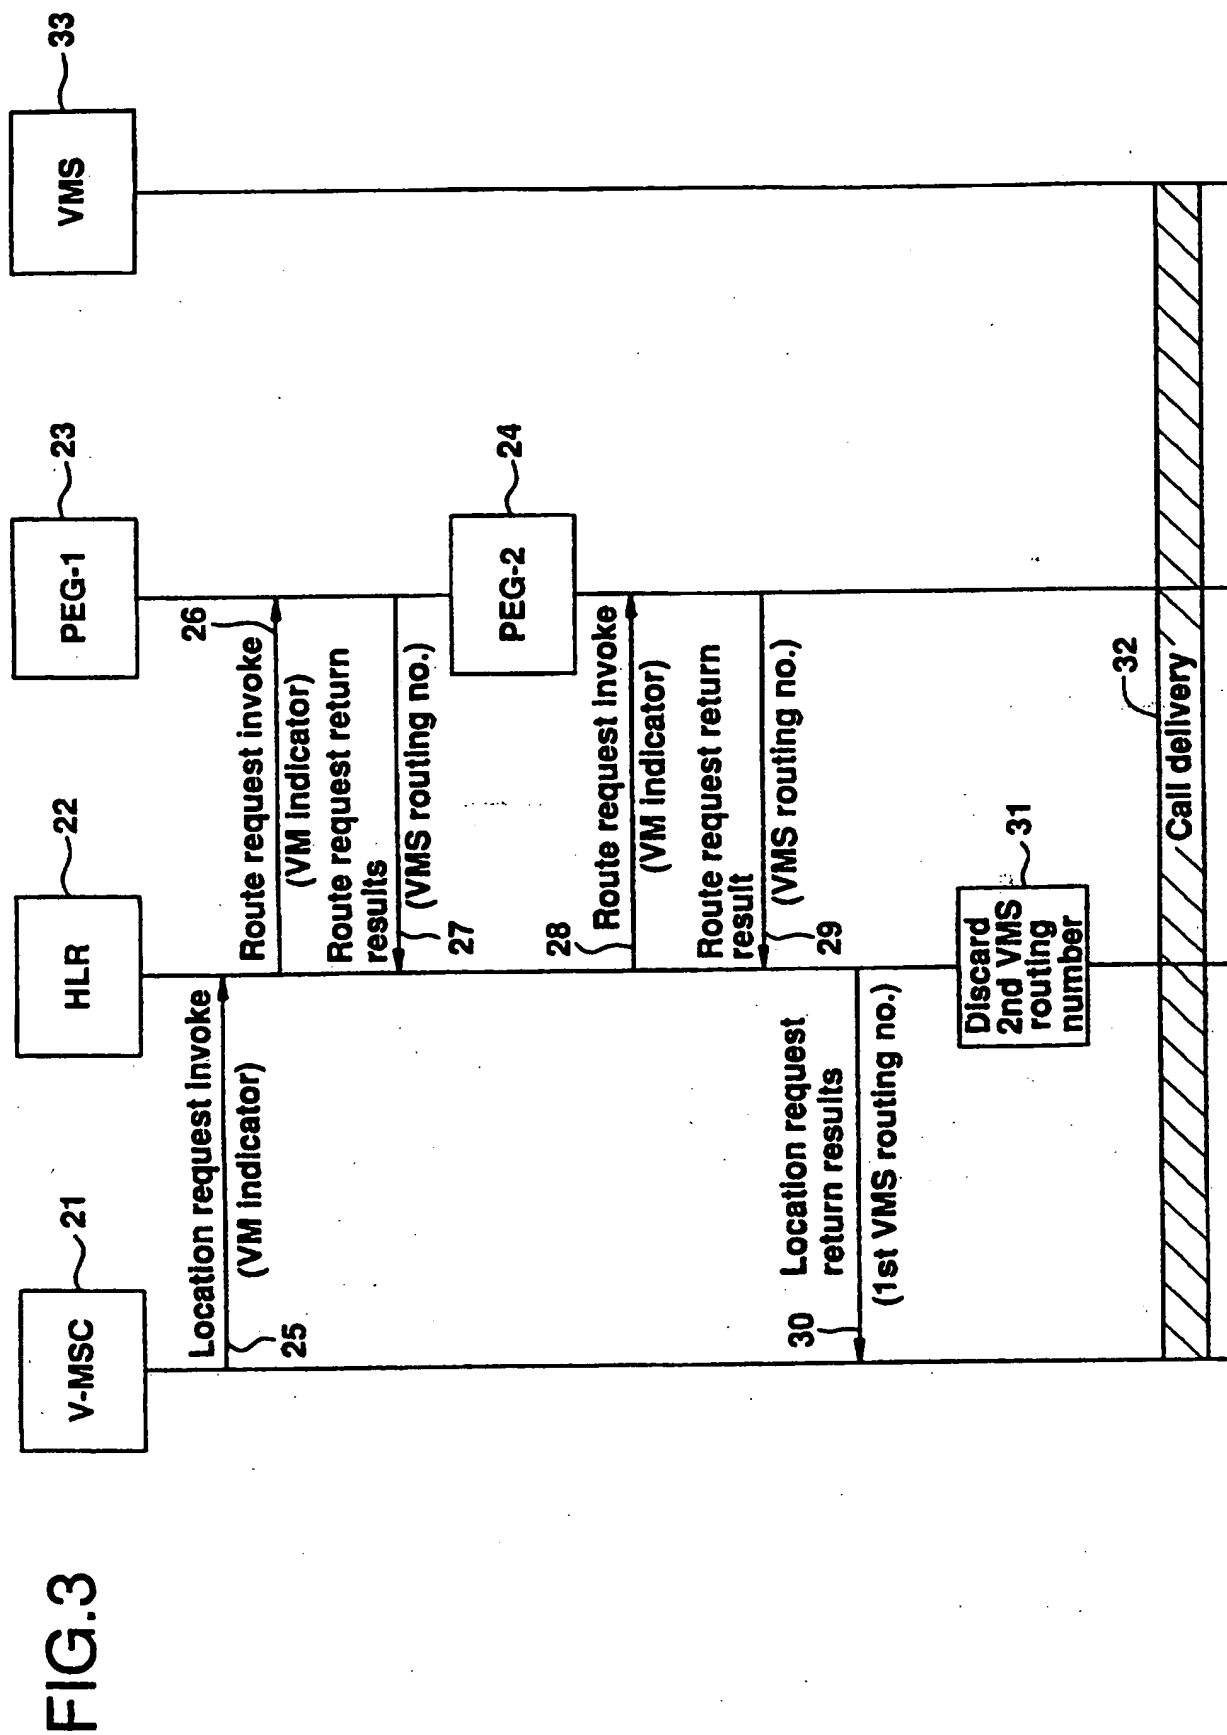 FIG.3
V-MSC
21
HLR
22
PEG-1
23
VMS
33
Location request invoke
(VM indicator)
25
Route request invoke
26
(VM indicator)
Route request return
results
(VMS routing no.)
27
PEG-2
24
Route request invoke
28
(VM indicator)
Route request return
result
(VMS routing no.)
29
Location request
return results
30
(1st VMS routing no.)
Discard
2nd VMS
routing
number
31
32
Call delivery